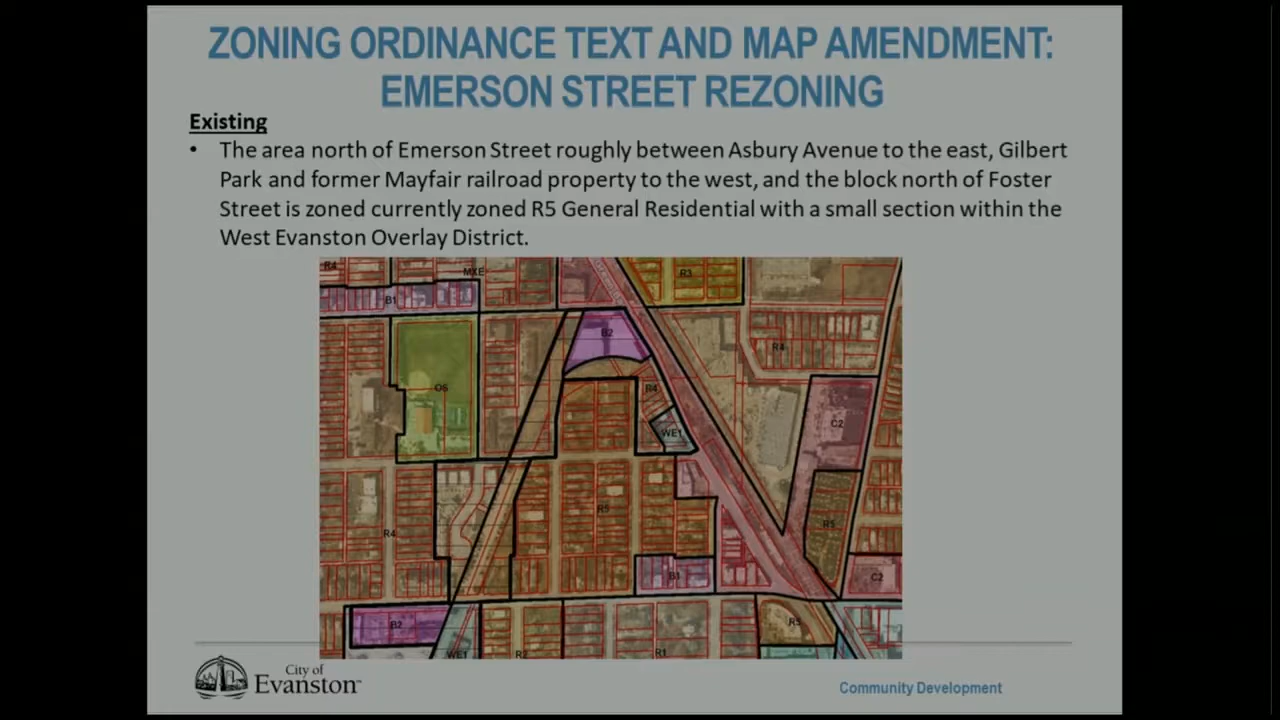 ZONING ORDINANCE TEXT AND MAP AMENDMENT:
EMERSON STREET REZONING
Existing
• The area north of Emerson Street roughly between Asbury Avenue to the east, Gilbert
Park and former Mayfair railroad property to the west, and the block north of Foster
Street is zoned currently zoned R5 General Residential with a small section within the
West Evanston Overlay District.
R4
MXE
R3
B1
B2
R4
OS
R4
C2
WE1
R5
R5
R4
B1
C2
B2
R5
WE1
R2
R1
City of
Evanston™
Community Development